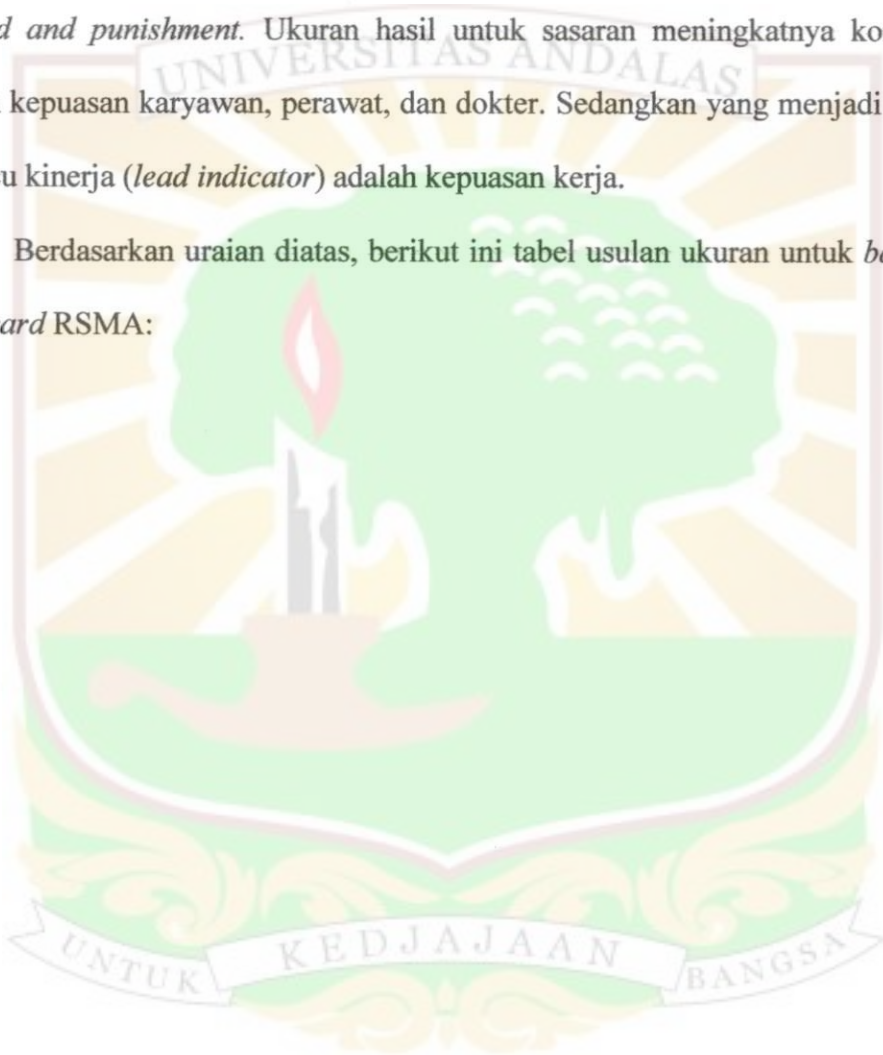 d and punishment. Ukuran hasil untuk sasaran meningkatnya ko
UNIVERSITAS ANDALAS
kepuasan karyawan, perawat, dan dokter. Sedangkan yang menjadi
u kinerja (lead indicator) adalah kepuasan kerja.
Berdasarkan uraian diatas, berikut ini tabel usulan ukuran untuk b
ard RSMA:
UNTUK KEDJAJAAN BANGSA